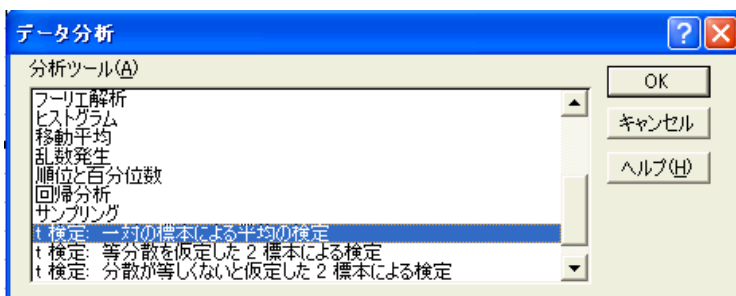 データ分析
分析ツール(A)
フーリエ解析
ヒストグラム
移動平均
乱数発生
順位と百分位数
回帰分析
サンプリング
t 検定: 一対の標本による平均の検定
t 検定: 等分散を仮定した 2 標本による検定
t 検定: 分散が等しくないと仮定した 2 標本による検定
OK
キャンセル
ヘルプ(H)